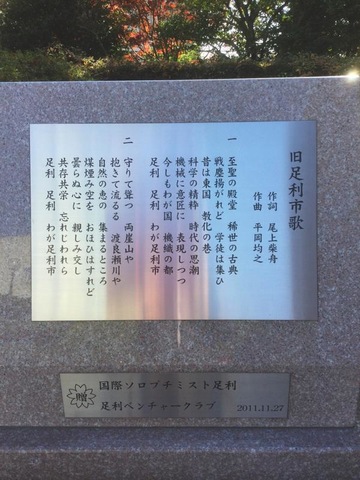 旧足利市歌
作詞 尾上柴舟
作曲 平岡均之
一 至聖の殿堂 稀世の古典
戦塵揚がれど 学徒は集ひ
昔は東国 教化の巷
科学の精粋 時代の思潮
機械に意匠に 表現しつつ
今しもわが国 機織の都
足利 足利 わが足利市
二 守りて聳つ 両崖山や
抱きて流るる 渡良瀬川や
自然の恵の 集まるところ
煤煙み空を おほひはすれど
曇らぬ心に 親しみ交し
共存共栄 忘れじわれら
足利 足利 わが足利市
贈
国際ソロプチミスト足利
足利ベンチャークラブ 2011.11.27